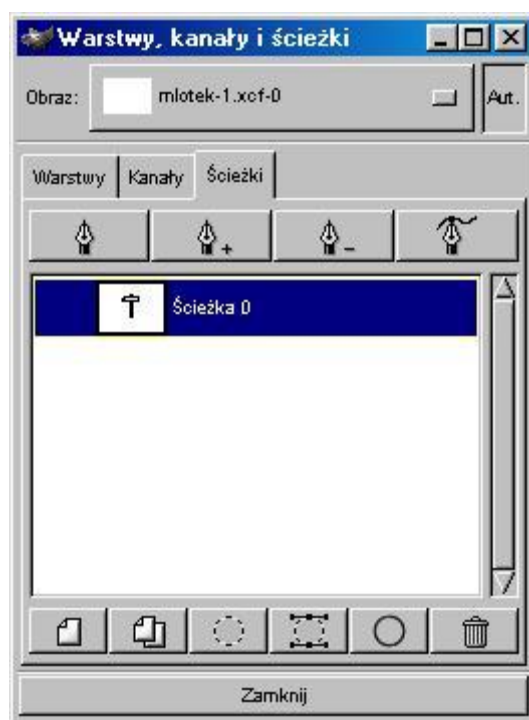 Warstwy, kanały i ścieżki
Obraz: mlotek-1.xcf-0 Aut.
Warstwy Kanały Ścieżki
Ścieżka 0
Zamknij